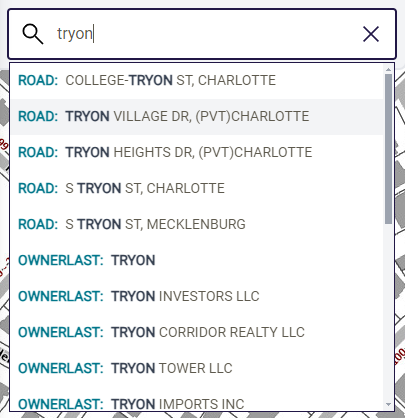 tryon
ROAD: COLLEGE-TRYON ST, CHARLOTTE
ROAD: TRYON VILLAGE DR, (PVT)CHARLOTTE
ROAD: TRYON HEIGHTS DR, (PVT)CHARLOTTE
ROAD: S TRYON ST, CHARLOTTE
ROAD: S TRYON ST, MECKLENBURG
OWNERLAST: TRYON
OWNERLAST: TRYON INVESTORS LLC
OWNERLAST: TRYON CORRIDOR REALTY LLC
OWNERLAST: TRYON TOWER LLC
OWNERLAST: TRYON IMPORTS INC